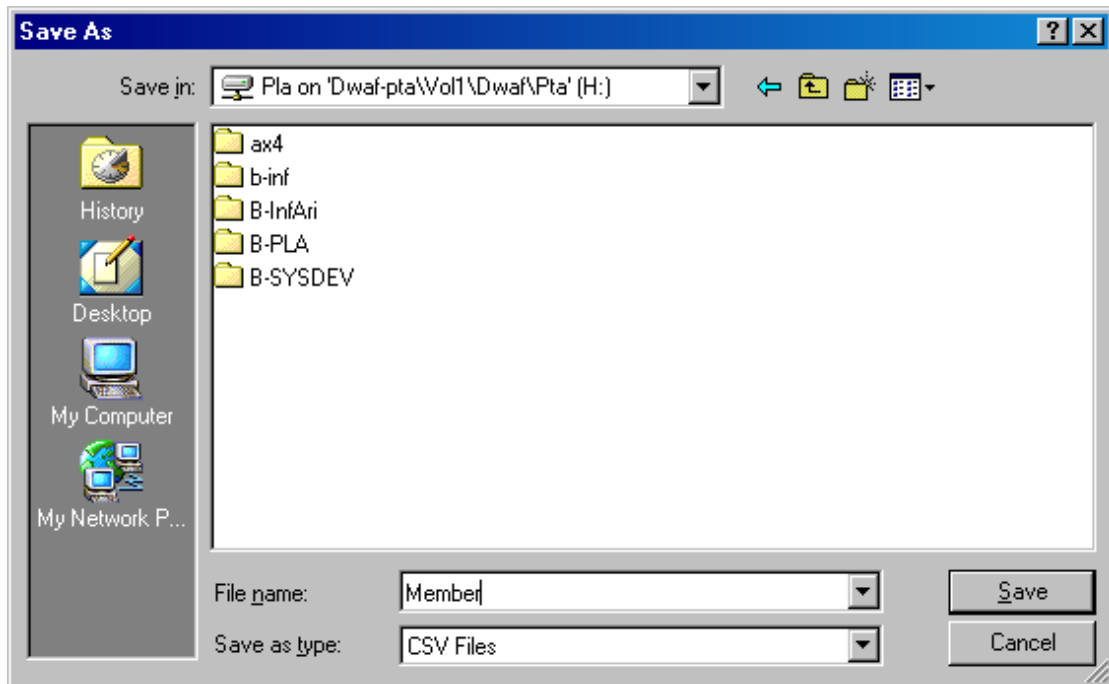 Save As
Save in: Pla on 'Dwaf-pta\Vol1\Dwaf\Pta' (H:)
History
Desktop
My Computer
My Network P...
ax4
b-inf
B-InfAri
B-PLA
B-SYSDEV
File name: Member Save
Save as type: CSV Files Cancel